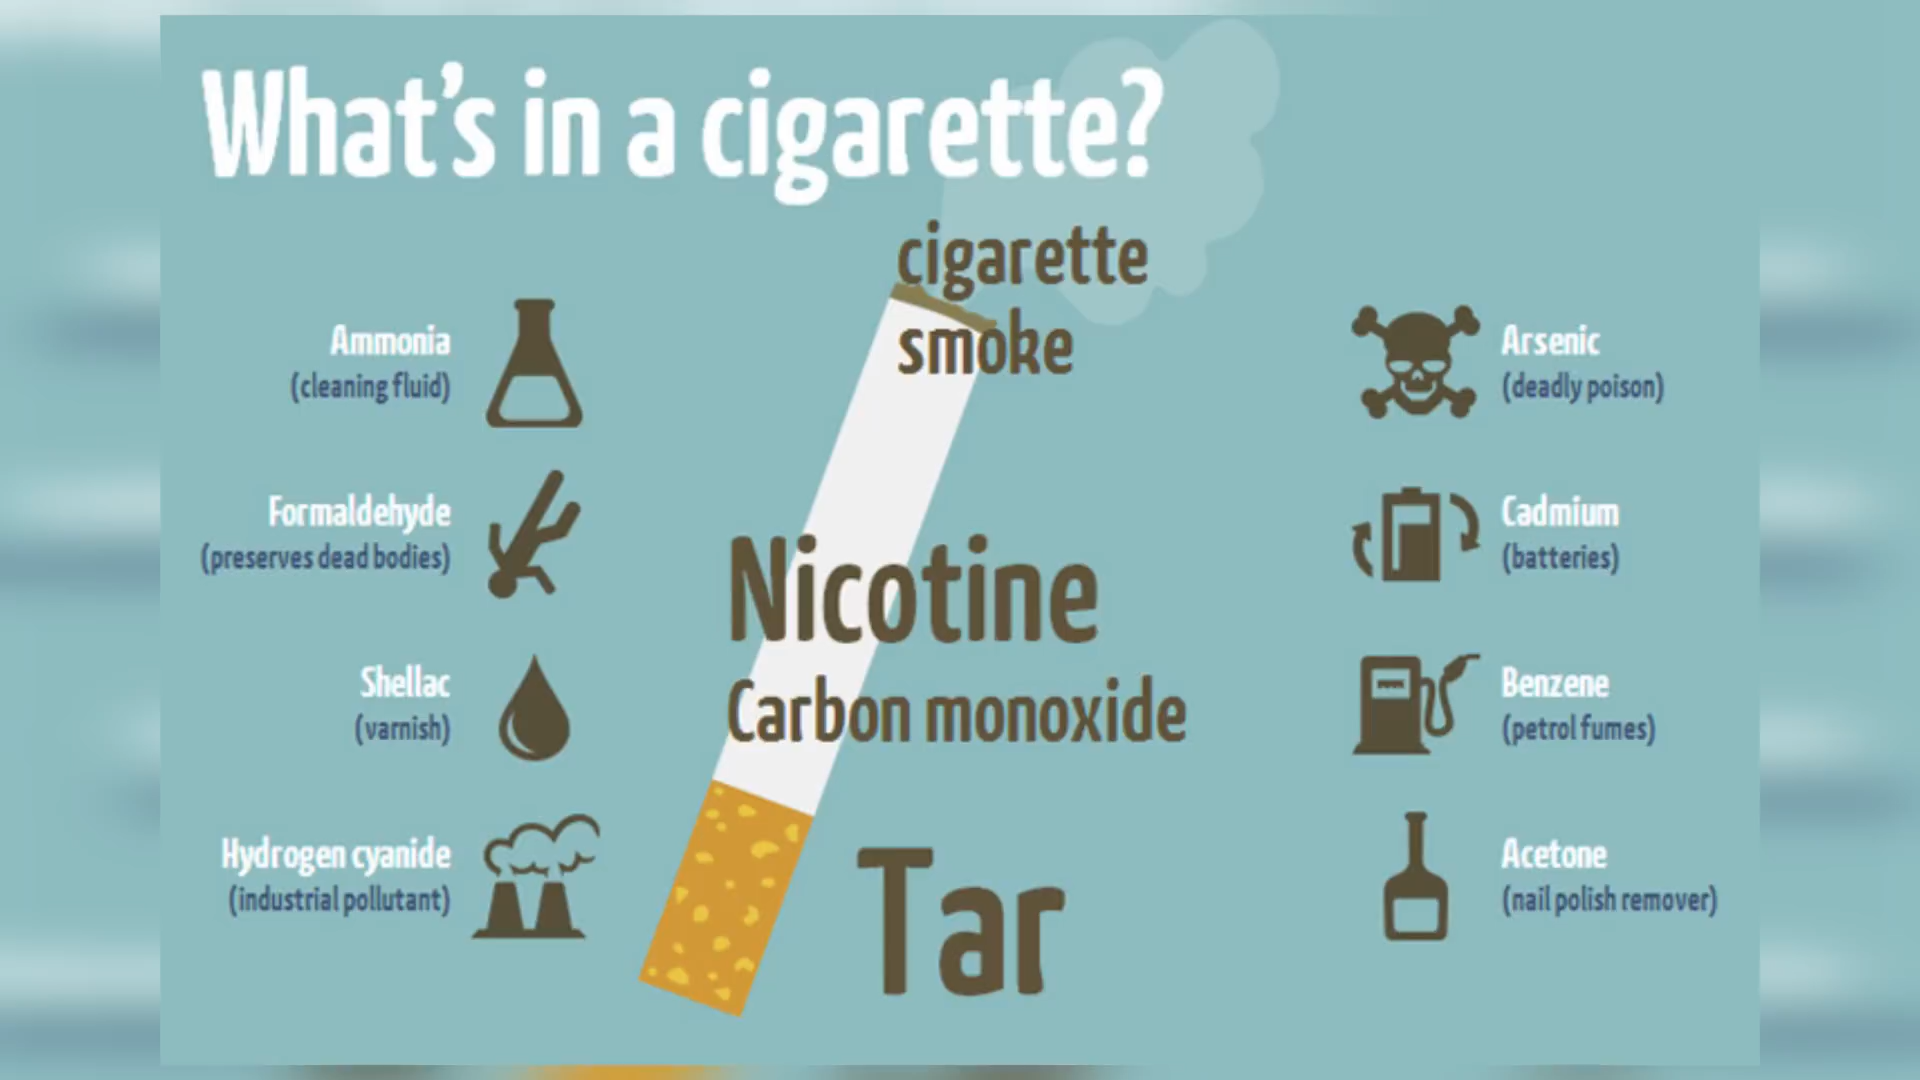 What's in a cigarette?
cigarette
smoke
Ammonia
(cleaning fluid)
Formaldehyde
(preserves dead bodies)
Shellac
(varnish)
Hydrogen cyanide
(industrial pollutant)
Nicotine
Carbon monoxide
Tar
Arsenic
(deadly poison)
Cadmium
(batteries)
Benzene
(petrol fumes)
Acetone
(nail polish remover)